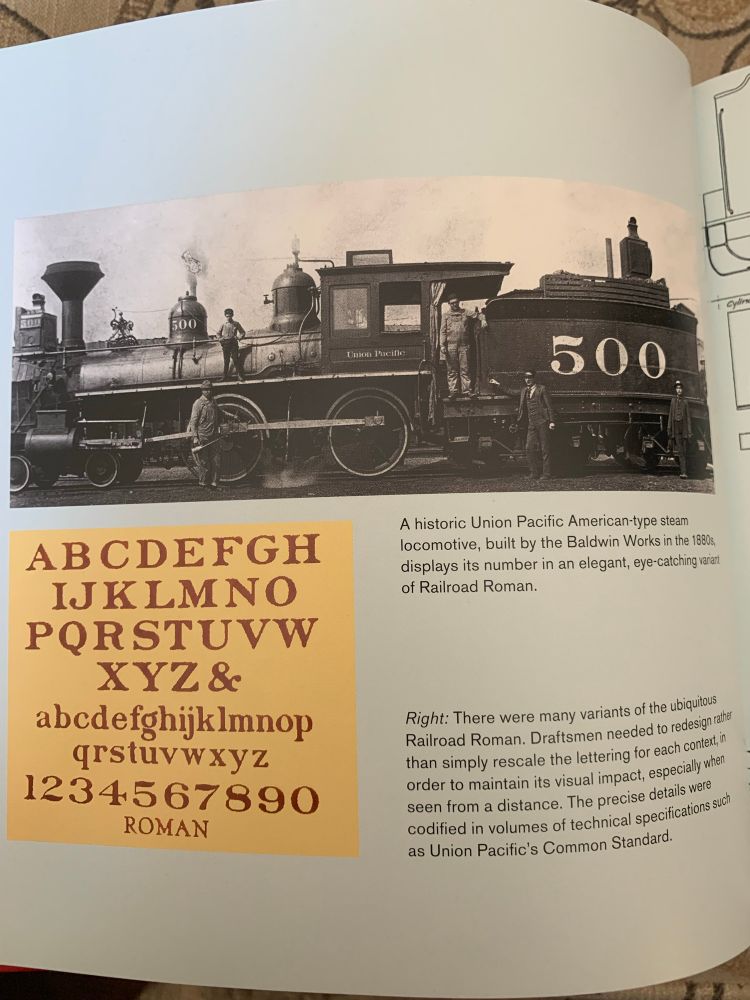 500
500
Union Pacific
500
Cylin
A historic Union Pacific American-type steam
locomotive, built by the Baldwin Works in the 1880s,
displays its number in an elegant, eye-catching variant
of Railroad Roman.
ABCDEFGH
IJKLMNO
PQRSTUVW
XYZ&
abcdefghijklmnop
qrstuvwxyz
1234567890
ROMAN
Right: There were many variants of the ubiquitous
Railroad Roman. Draftsmen needed to redesign rather
than simply rescale the lettering for each context, in
order to maintain its visual impact, especially when
seen from a distance. The precise details were
codified in volumes of technical specifications such
as Union Pacific's Common Standard.